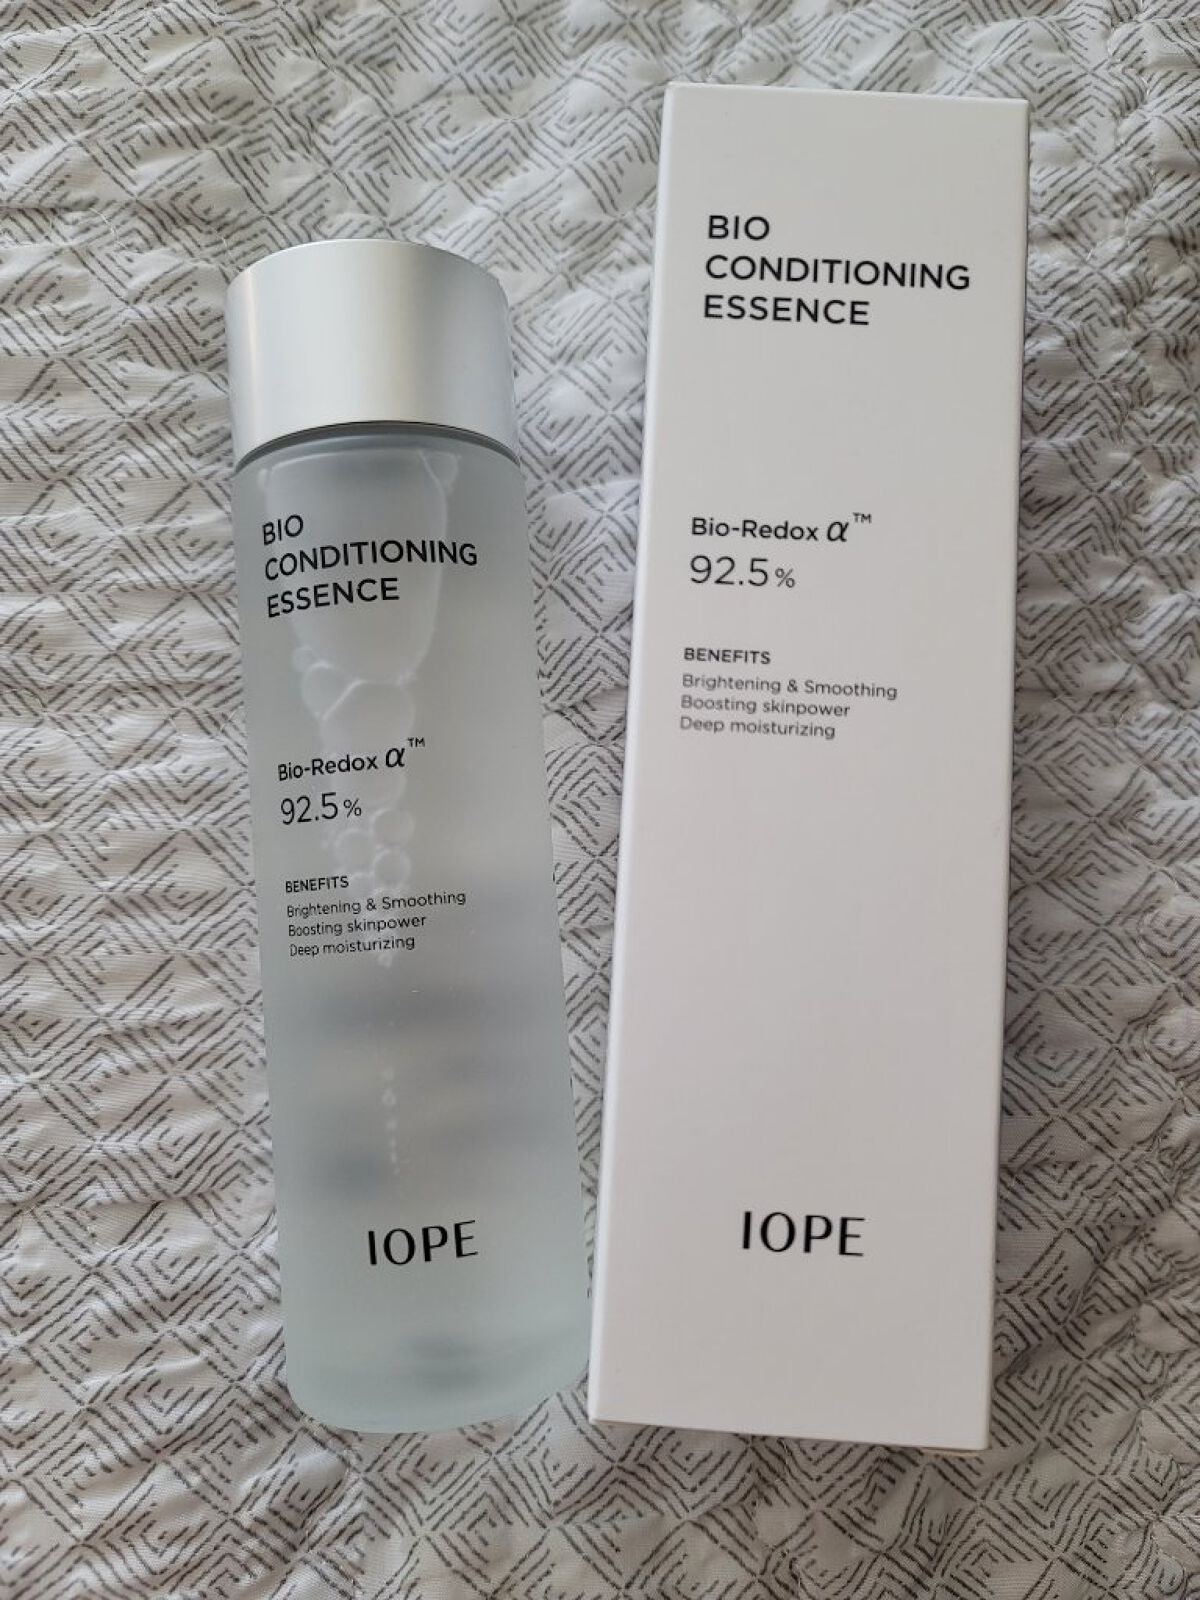 BIO
CONDITIONING
ESSENCE
Bio-Redox α™
92.5%
BENEFITS
Brightening & Smoothing
Boosting skinpower
Deep moisturizing
IOPE
BIO
CONDITIONING
ESSENCE
Bio-Redox α™
92.5%
BENEFITS
Brightening & Smoothing
Boosting skinpower
Deep moisturizing
IOPE